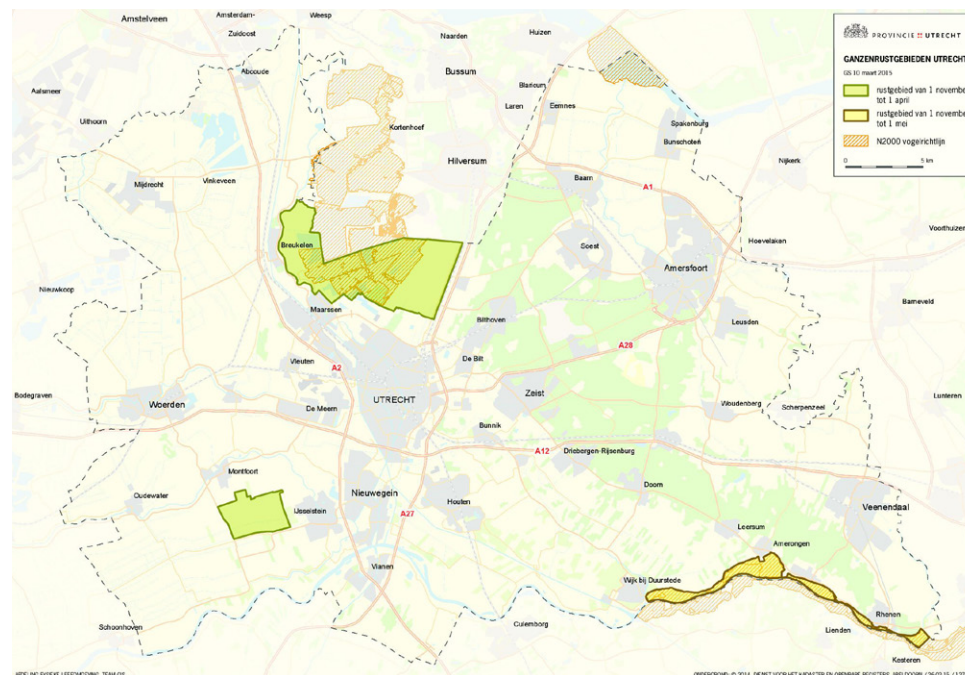 Amstelveen
Amsterdam-
Zuidoost
Weesp
Naarden
Huizen
Abcoude
Bussum
Aalsmeer
Blaricum
Laren
Eemnes
Uithoorn
Kortenhoef
Spakenburg
Bunschoten
Hilversum
Nijkerk
Mijdrecht
Vinkeveen
Baarn
A1
Breukelen
Soest
Hoevelaken
Voorthuizen
Amersfoort
Nieuwkoop
Maarssen
Bilthoven
Barneveld
Leusden
Vleuten
A2
De Bilt
A28
Bodegraven
Woerden
De Meern
UTRECHT
Zeist
Woudenberg
Scherpenzeel
Lunteren
Bunnik
A12
Driebergen-Rijsenburg
Montfoort
Oudewater
Nieuwegein
Houten
Doorn
IJsselstein
A27
Veenendaal
Leersum
Amerongen
Vianen
Wijk bij Duurstede
Rhenen
Schoonhoven
Culemborg
Lienden
Kesteren
PROVINCIE UTRECHT
GANZENRUSTGEBIEDEN UTRECHT
GS 10 maart 2015
rustgebied van 1 november
tot 1 april
rustgebied van 1 november
tot 1 mei
N2000 vogelrichtlijn
0 5 km